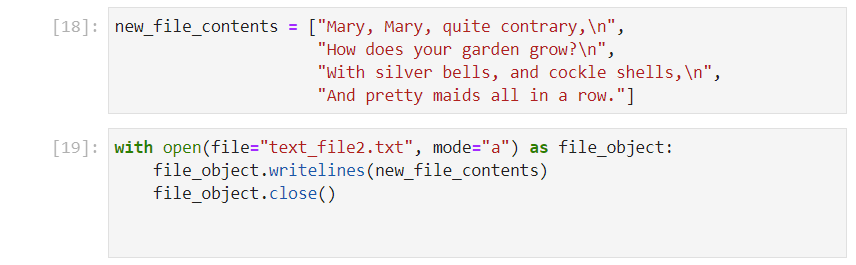 [18]: new_file_contents = ["Mary, Mary, quite contrary,\n",
"How does your garden grow?\n",
"With silver bells, and cockle shells,\n",
"And pretty maids all in a row."]
[19]: with open(file="text_file2.txt", mode="a") as file_object:
    file_object.writelines(new_file_contents)
    file_object.close()